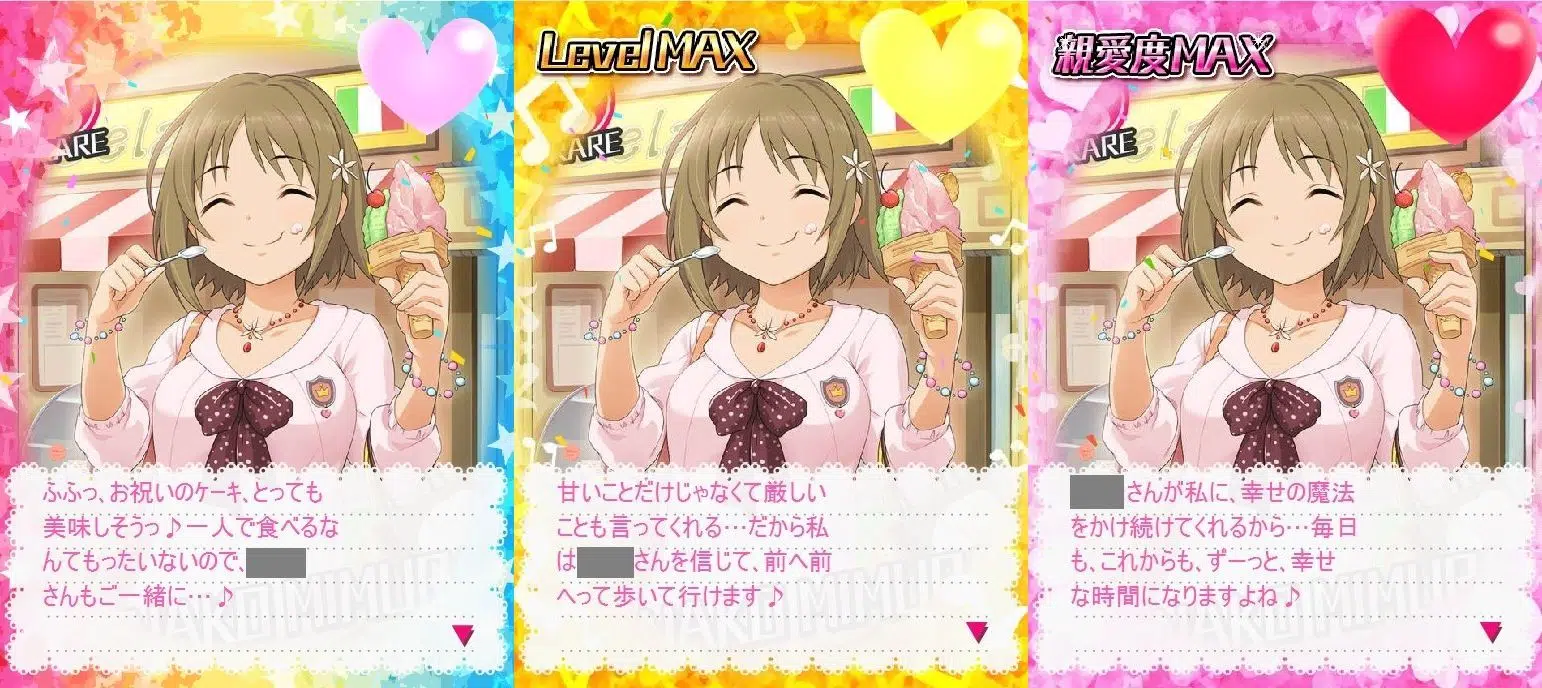 ARE
ela
ふふっ、お祝いのケーキ、とっても
美味しそうっ♪一人で食べるな
んてもったいないので、
さんもご一緒に…♪
Level MAX
ARE
ela
甘いことだけじゃなくて厳しい
ことも言ってくれる…だから私
は さんを信じて、前へ前
へって歩いて行けます♪
親愛度MAX
ARE
ela
さんが私に、幸せの魔法
をかけ続けてくれるから…毎日
も、これからも、ずーっと、幸せ
な時間になりますよね♪